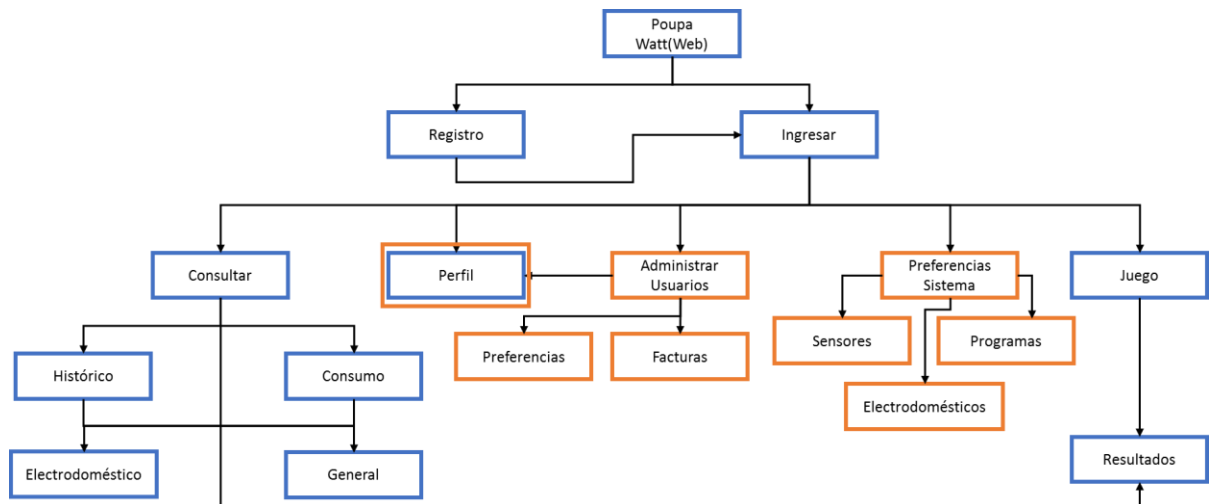 Poupa
Watt(Web)
Registro
Ingresar
Consultar
Perfil
Administrar
Usuarios
Preferencias
Sistema
Juego
Histórico
Consumo
Preferencias
Facturas
Sensores
Programas
Electrodomésticos
Electrodoméstico
General
Resultados